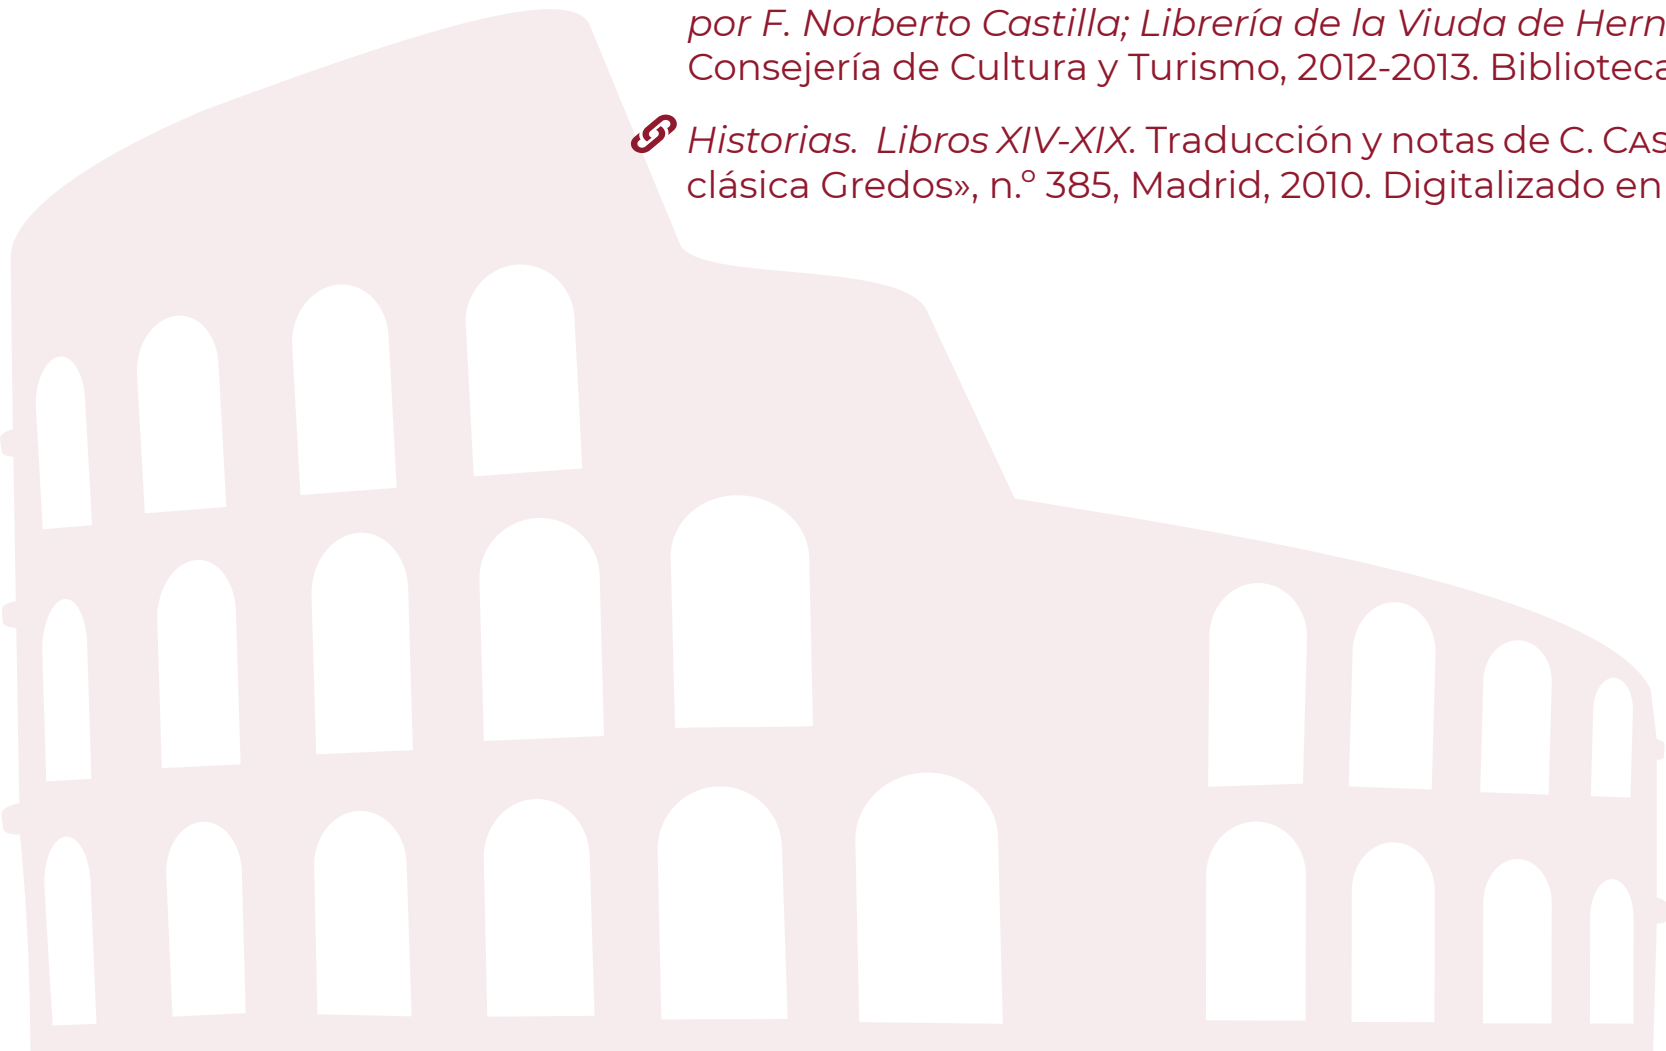 por F. Norberto Castilla; Librería de la Viuda de Hern
Consejería de Cultura y Turismo, 2012-2013. Biblioteca
Historias. Libros XIV-XIX. Traducción y notas de C. CAS
clásica Gredos», n.º 385, Madrid, 2010. Digitalizado en